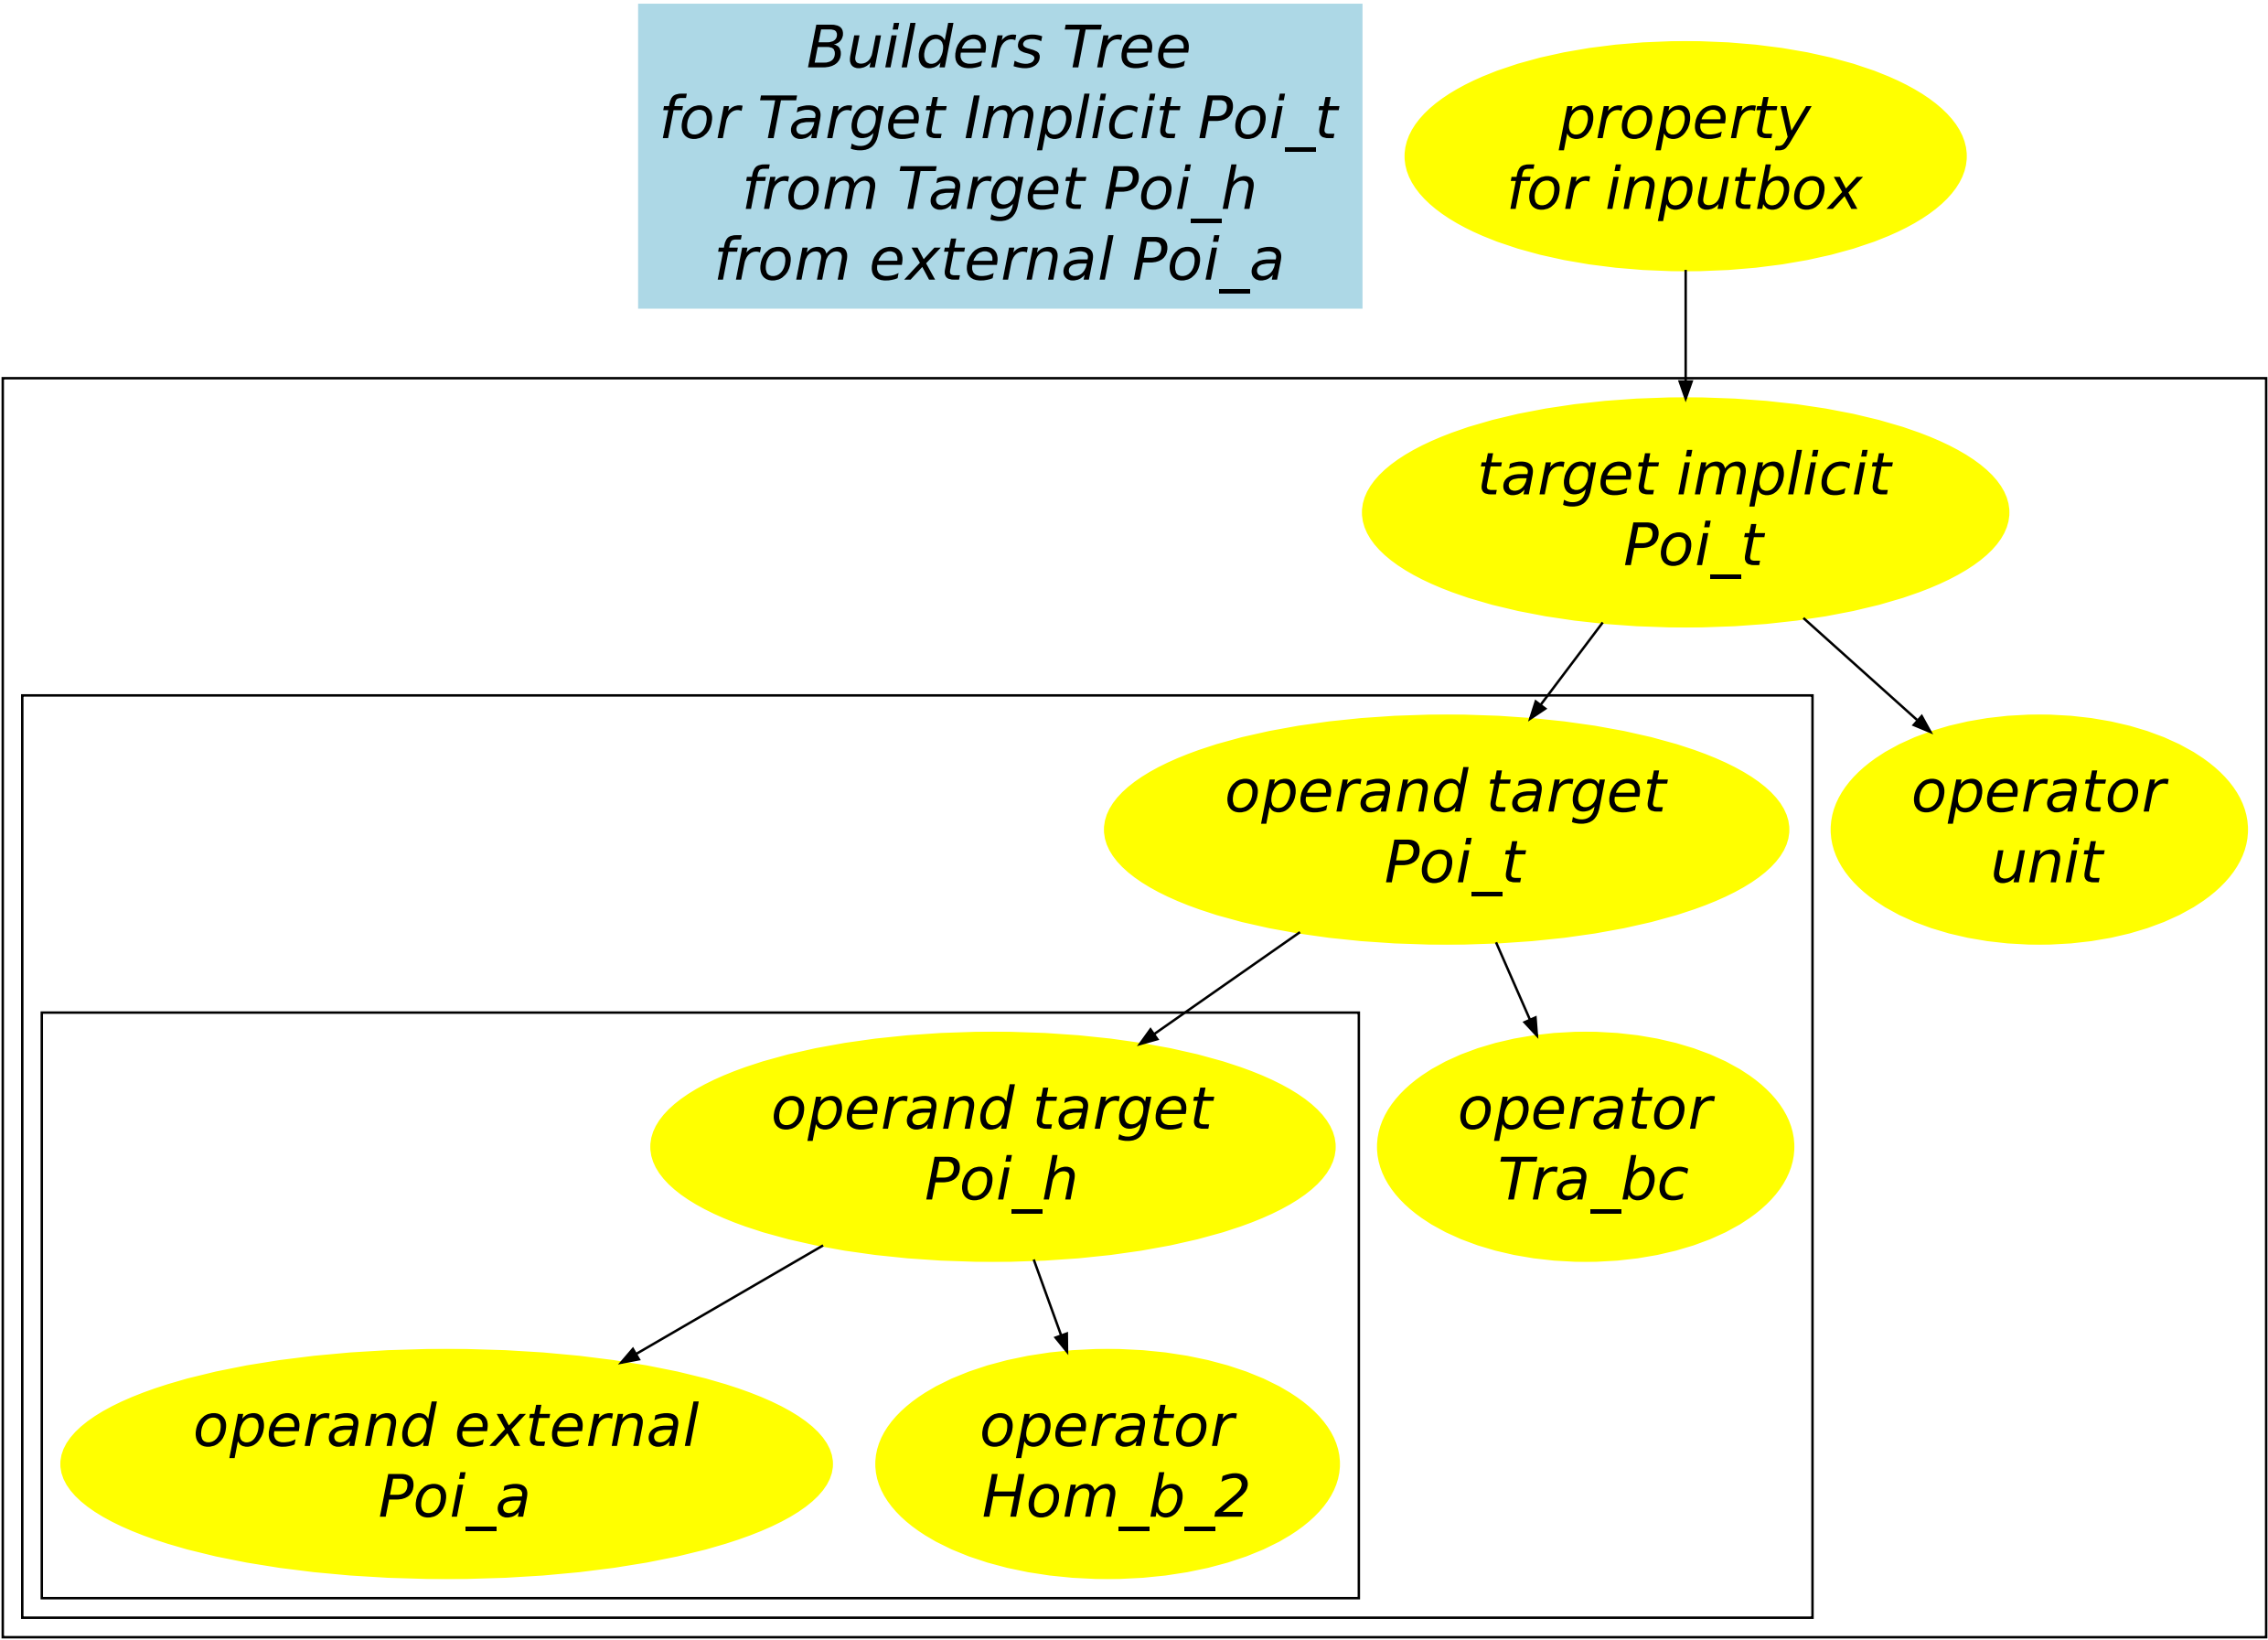 Builders Tree
for Target Implicit Poi_t
from Target Poi_h
from external Poi_a
property
for inputbox
target implicit
Poi_t
operand target
Poi_t
operator
unit
operand target
Poi_h
operator
Tra_bc
operand external
Poi_a
operator
Hom_b_2